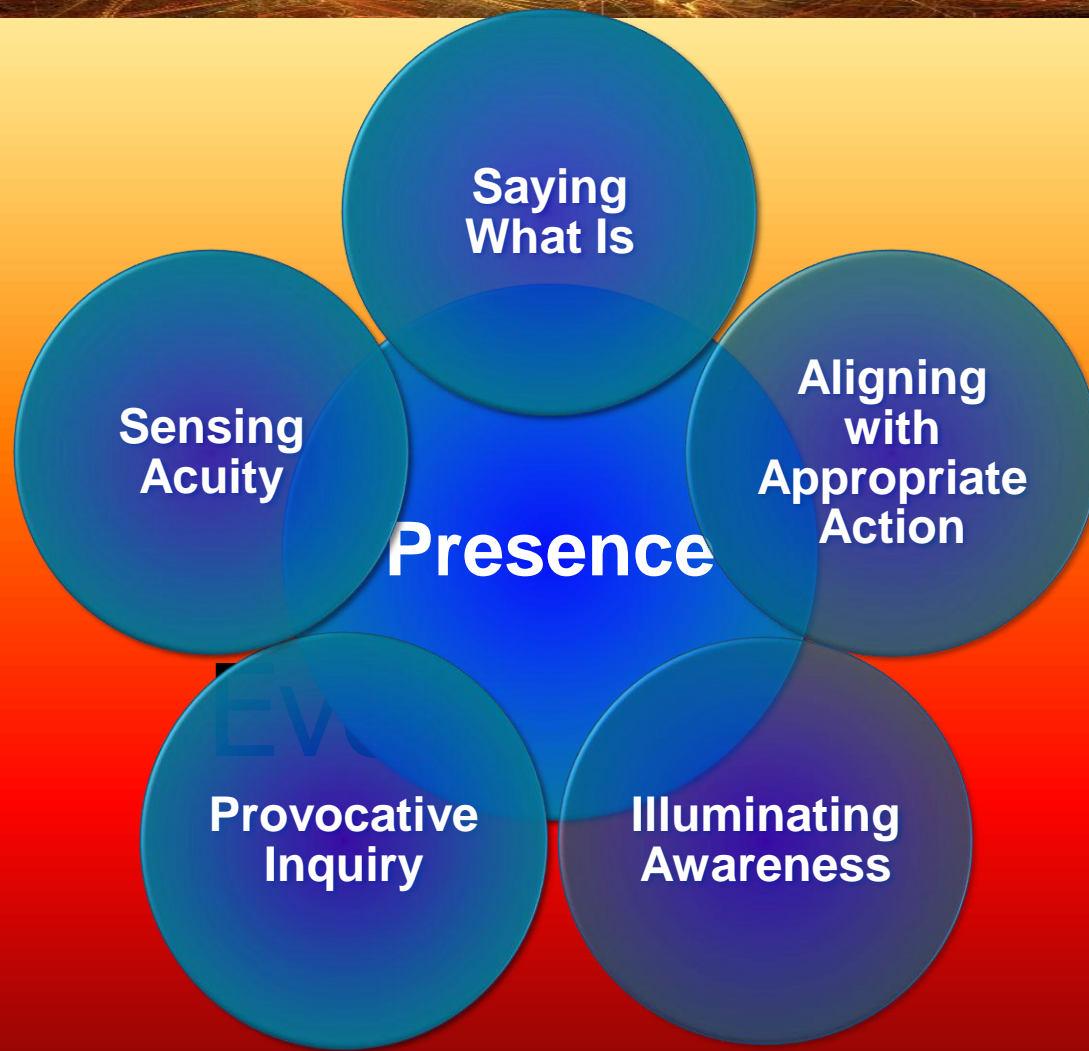 Saying
What Is
Aligning
with
Appropriate
Action
Sensing
Acuity
Presence
Provocative
Inquiry
Illuminating
Awareness